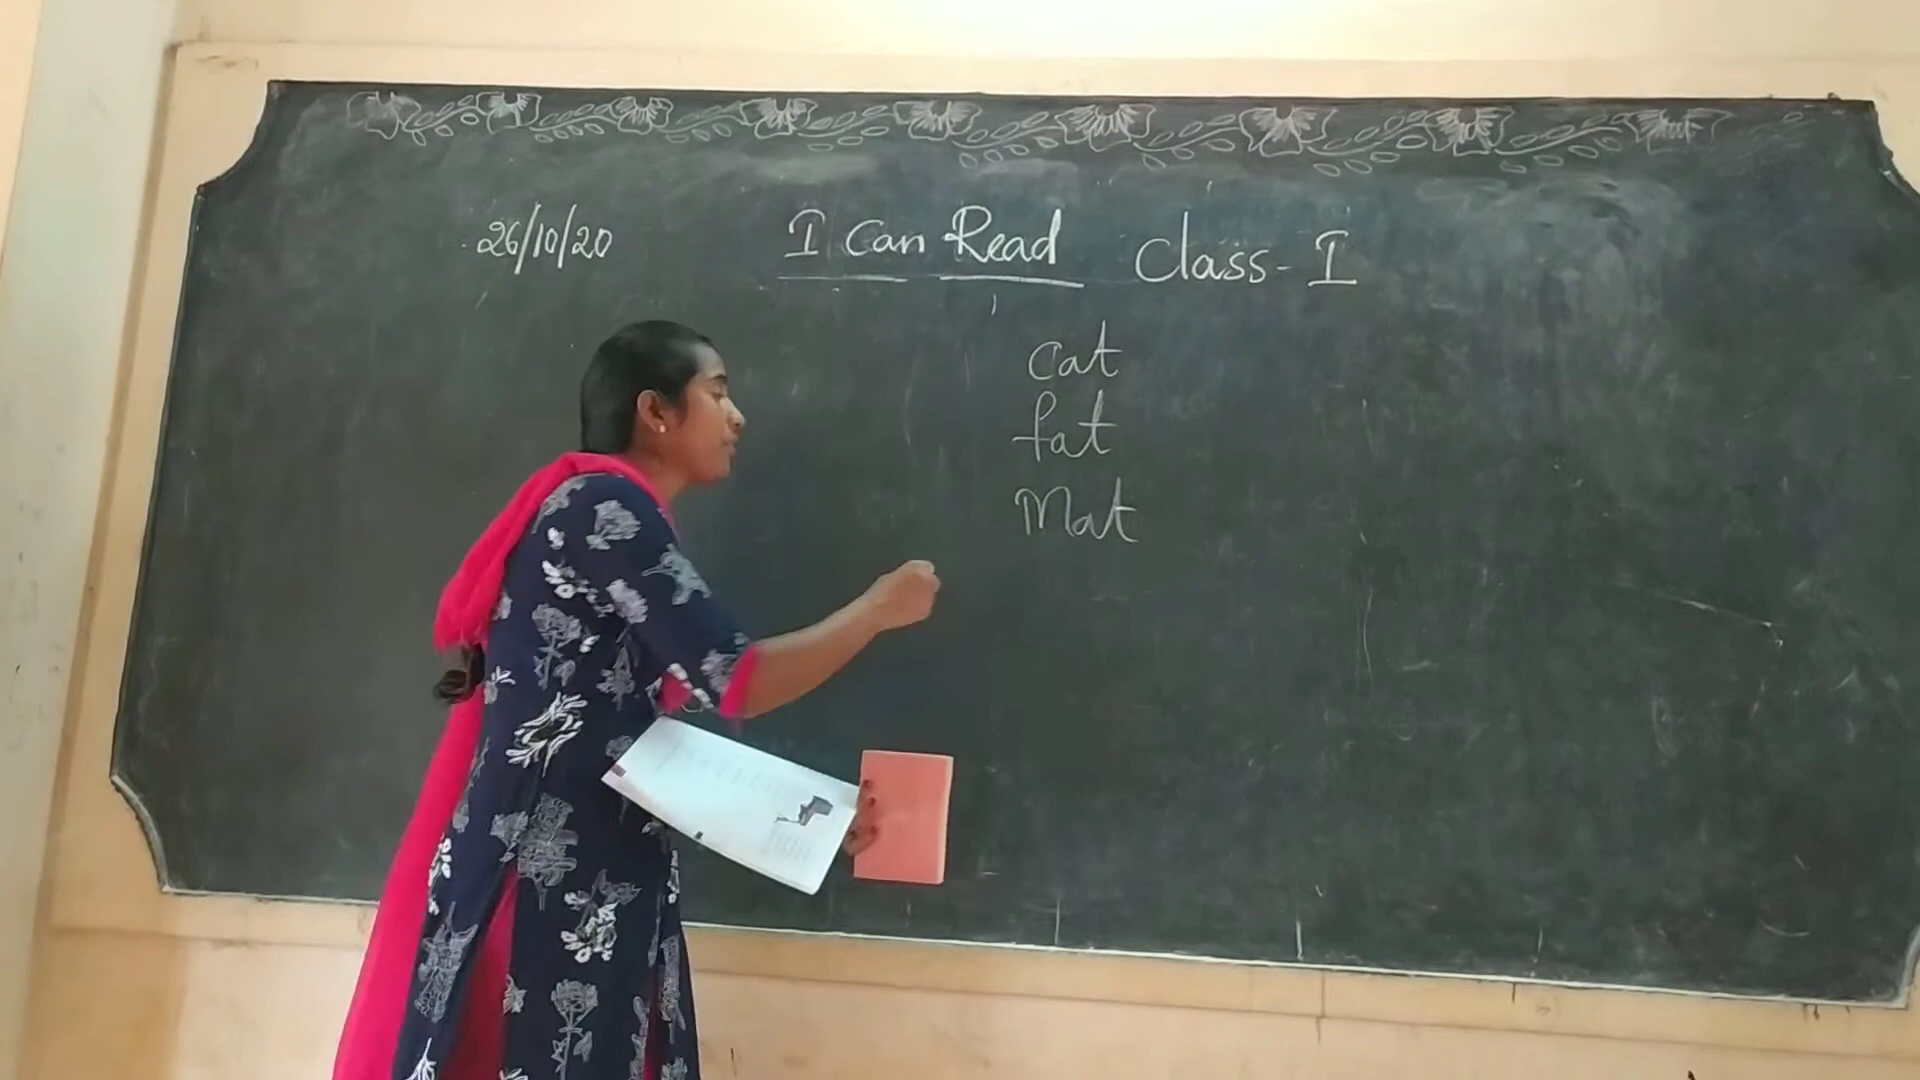 26/10/20 I Can Read Class - I
cat
fat
Mat